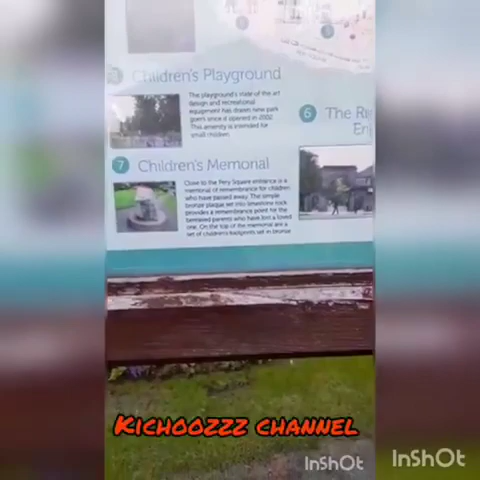 Children's Playground
The playground's state of the art
design and recreational
equipment has drawn new park
goers since it opened in 2002.
This amenity is intended for
small children
6 The
7 Children's Memorial
Close to the Pery Square entrance is a
memorial of remembrance for children
who have passed away. The simple
bronze plaque set into limestone rock
provides a remembrance point for the
bereaved parents who have lost a loved
one. On the top of the memorial are a
set of children's footprints set in bronze
KICHOOZZZ CHANNEL
InShOt
InShOt